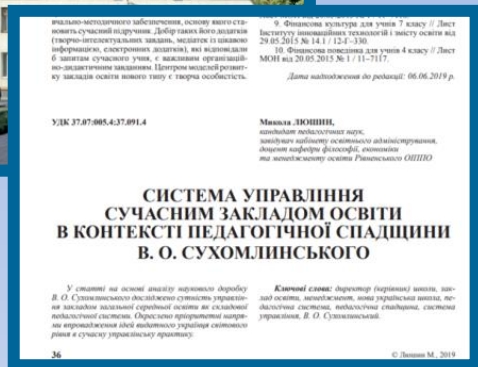 вчально-методичного забезпечення, основу якого ста-
новить сучасний підручник. Добір таких його додатків
(творчо-інтелектуальних завдань, медіатек із цікавою
інформацією, електронних додатків), які відповідали
б запитам сучасного учня, є важливим організацій-
но-дидактичним завданням. Центром моделей розвит-
ку закладів освіти нового типу є творча особистість.
9. Фінансова культура для учнів 7 класу // Лист
Інституту інноваційних технологій і змісту освіти від
29.05.2015 № 14.1 / 12-Г–330.
10. Фінансова поведінка для учнів 4 класу // Лист
МОН від 20.05.2015 № 1 / 11–7117.
Дата надходження до редакції: 06.06.2019 р.
УДК 37.07:005.4:37.091.4
Микола ЛЮШИН,
кандидат педагогічних наук,
завідувач кабінету освітнього адміністрування,
доцент кафедри філософії, економіки
та менеджменту освіти Рівненського ОІППО
СИСТЕМА УПРАВЛІННЯ
СУЧАСНИМ ЗАКЛАДОМ ОСВІТИ
В КОНТЕКСТІ ПЕДАГОГІЧНОЇ СПАДЩИНИ
В. О. СУХОМЛИНСЬКОГО
У статті на основі аналізу наукового доробку
В. О. Сухомлинського досліджено сутність управлін-
ня закладом загальної середньої освіти як складової
педагогічної системи. Окреслено пріоритетні напря-
ми впровадження ідей видатного українця світового
рівня в сучасну управлінську практику.
Ключові слова: директор (керівник) школи, зак-
лад освіти, менеджмент, нова українська школа, пе-
дагогічна система, педагогічна спадщина, система
управління, В. О. Сухомлинський.
36
© Люшин М., 2019